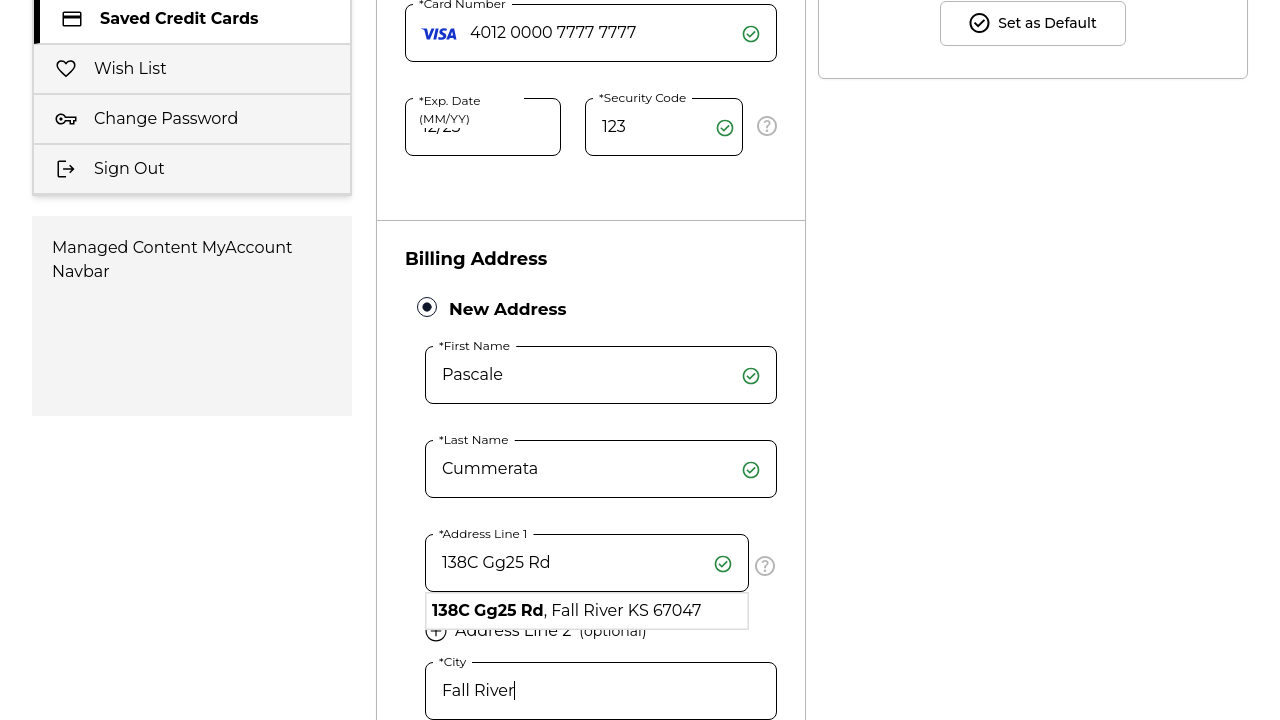 Saved Credit Cards
Wish List
Change Password
Sign Out
Managed Content MyAccount
Navbar
*Card Number
VISA 4012 0000 7777 7777
*Exp. Date
(MM/YY)
*Security Code
123
Billing Address
New Address
*First Name
Pascale
*Last Name
Cummerata
*Address Line 1
138C Gg25 Rd
138C Gg25 Rd, Fall River KS 67047
Address Line 2 (optional)
*City
Fall River
Set as Default